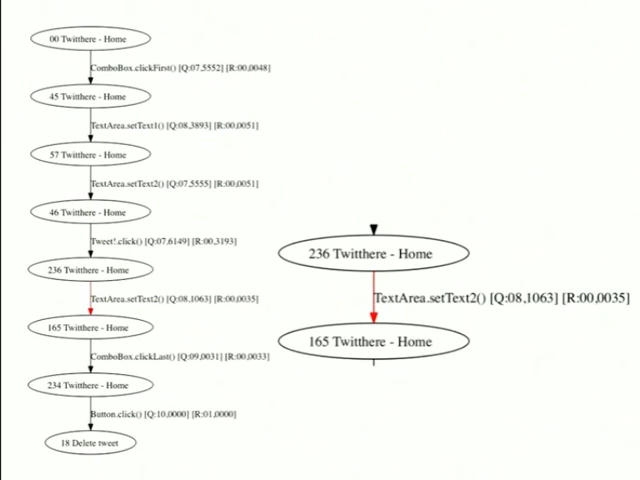 00 Twitthere - Home
ComboBox.clickFirst() [Q:07,5552] [R:00,0048]
45 Twitthere - Home
TextArea.setText1() [Q:08,3893] [R:00,0051]
57 Twitthere - Home
TextArea.setText2() [Q:07,5555] [R:00,0051]
46 Twitthere - Home
Tweet!.click() [Q:07,6149] [R:00,3193]
236 Twitthere - Home
TextArea.setText2() [Q:08,1063] [R:00,0035]
165 Twitthere - Home
ComboBox.clickLast() [Q:09,0031] [R:00,0033]
234 Twitthere - Home
Button.click() [Q:10,0000] [R:01,0000]
18 Delete tweet
236 Twitthere - Home
TextArea.setText2() [Q:08,1063] [R:00,0035]
165 Twitthere - Home